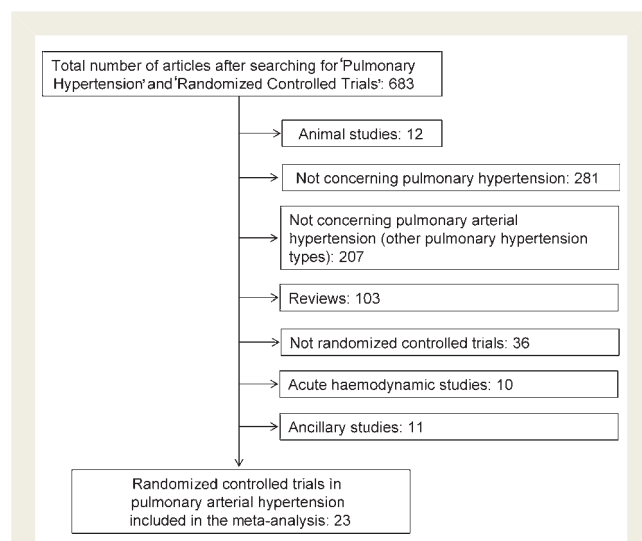 Total number of articles after searching for‘Pulmonary
Hypertension’ and ‘Randomized Controlled Trials’: 683
Animal studies: 12
Not concerning pulmonary hypertension: 281
Not concerning pulmonary arterial
hypertension (other pulmonary hypertension
types): 207
Reviews: 103
Not randomized controlled trials: 36
Acute haemodynamic studies: 10
Ancillary studies: 11
Randomized controlled trials in
pulmonary arterial hypertension
included in the meta-analysis: 23